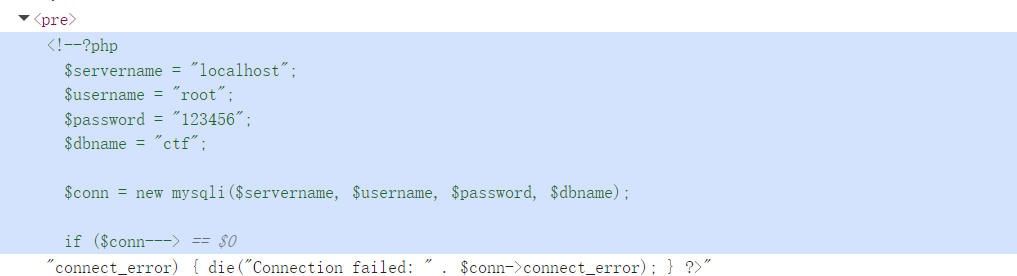 ▼<pre>
<!--?php
$servername = "localhost";
$username = "root";
$password = "123456";
$dbname = "ctf";
$conn = new mysqli($servername, $username, $password, $dbname);
if ($conn---> == $0
"connect_error) { die("Connection failed: " . $conn->connect_error); } ?>"